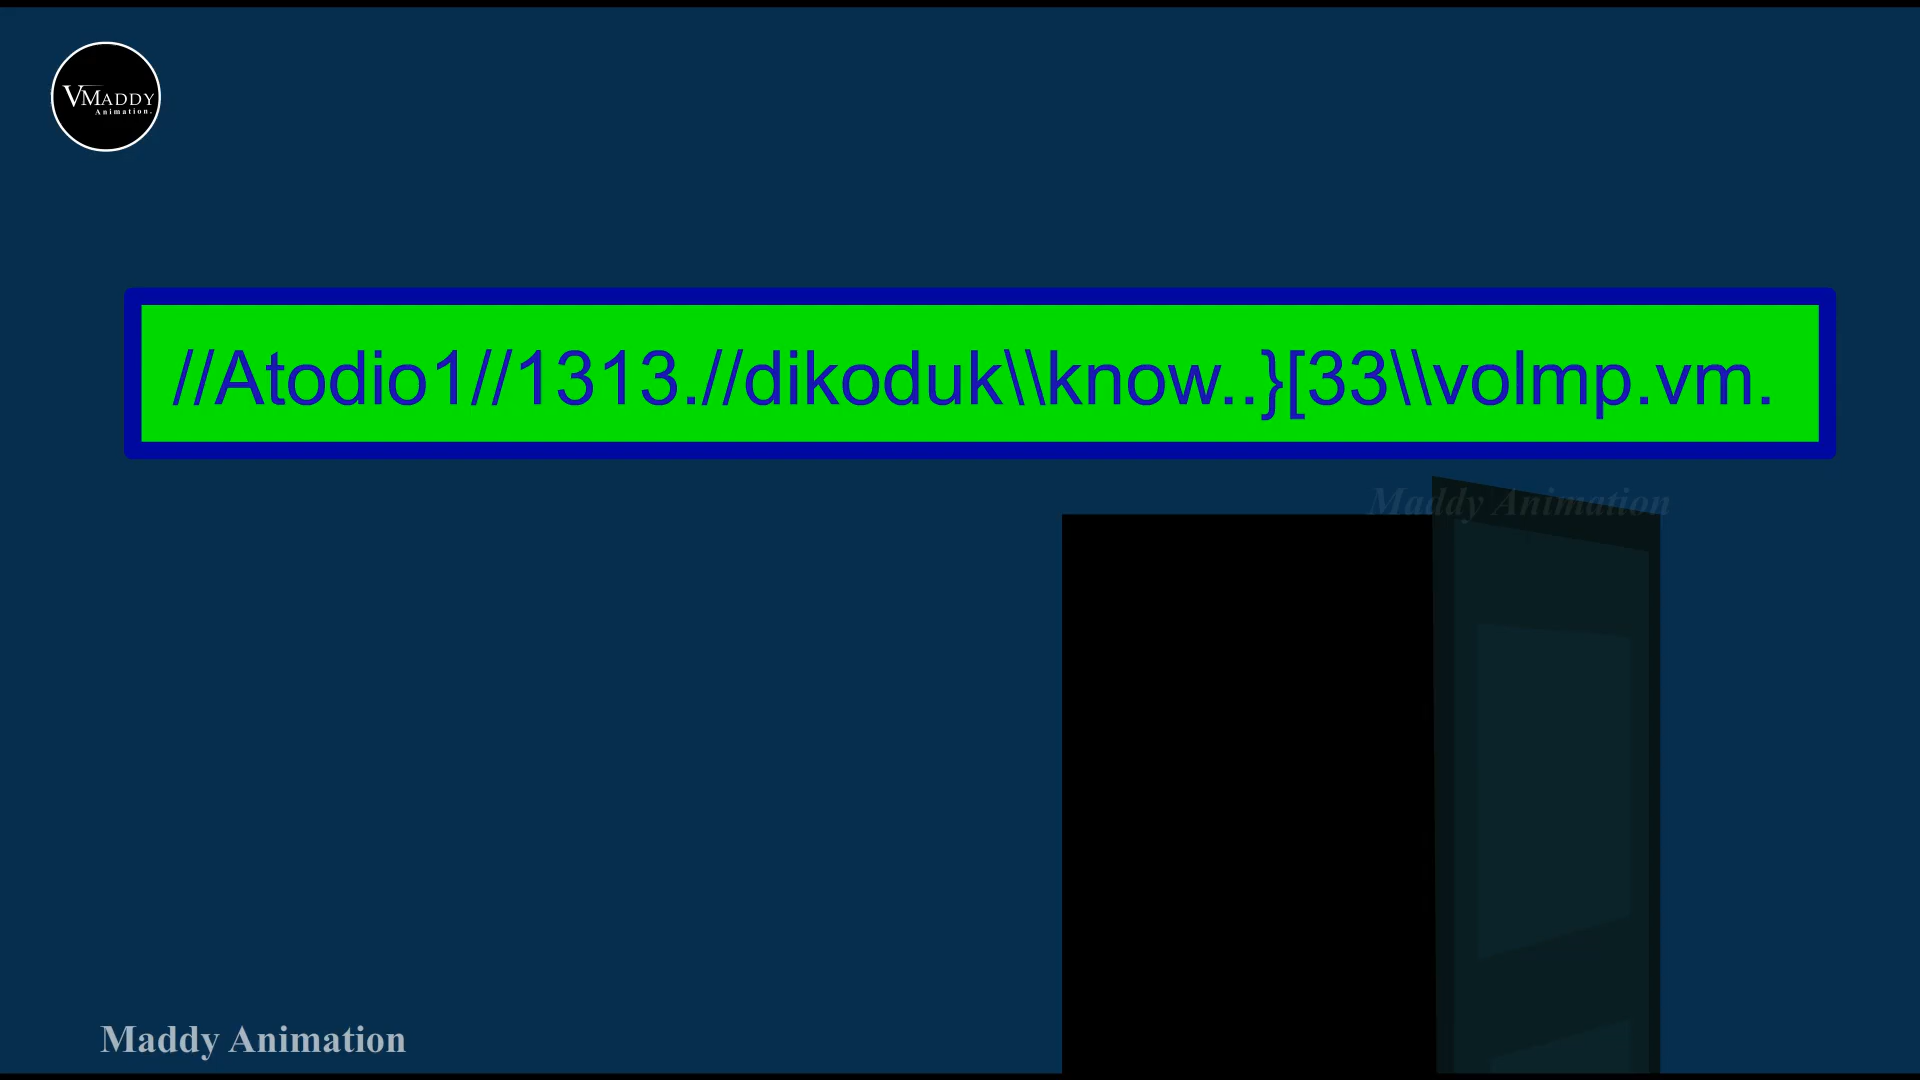 VMADDY
Animation.
//Atodio1//1313.//dikoduk\\know..}[33\\volmp.vm.
Maddy Animation
Maddy Animation